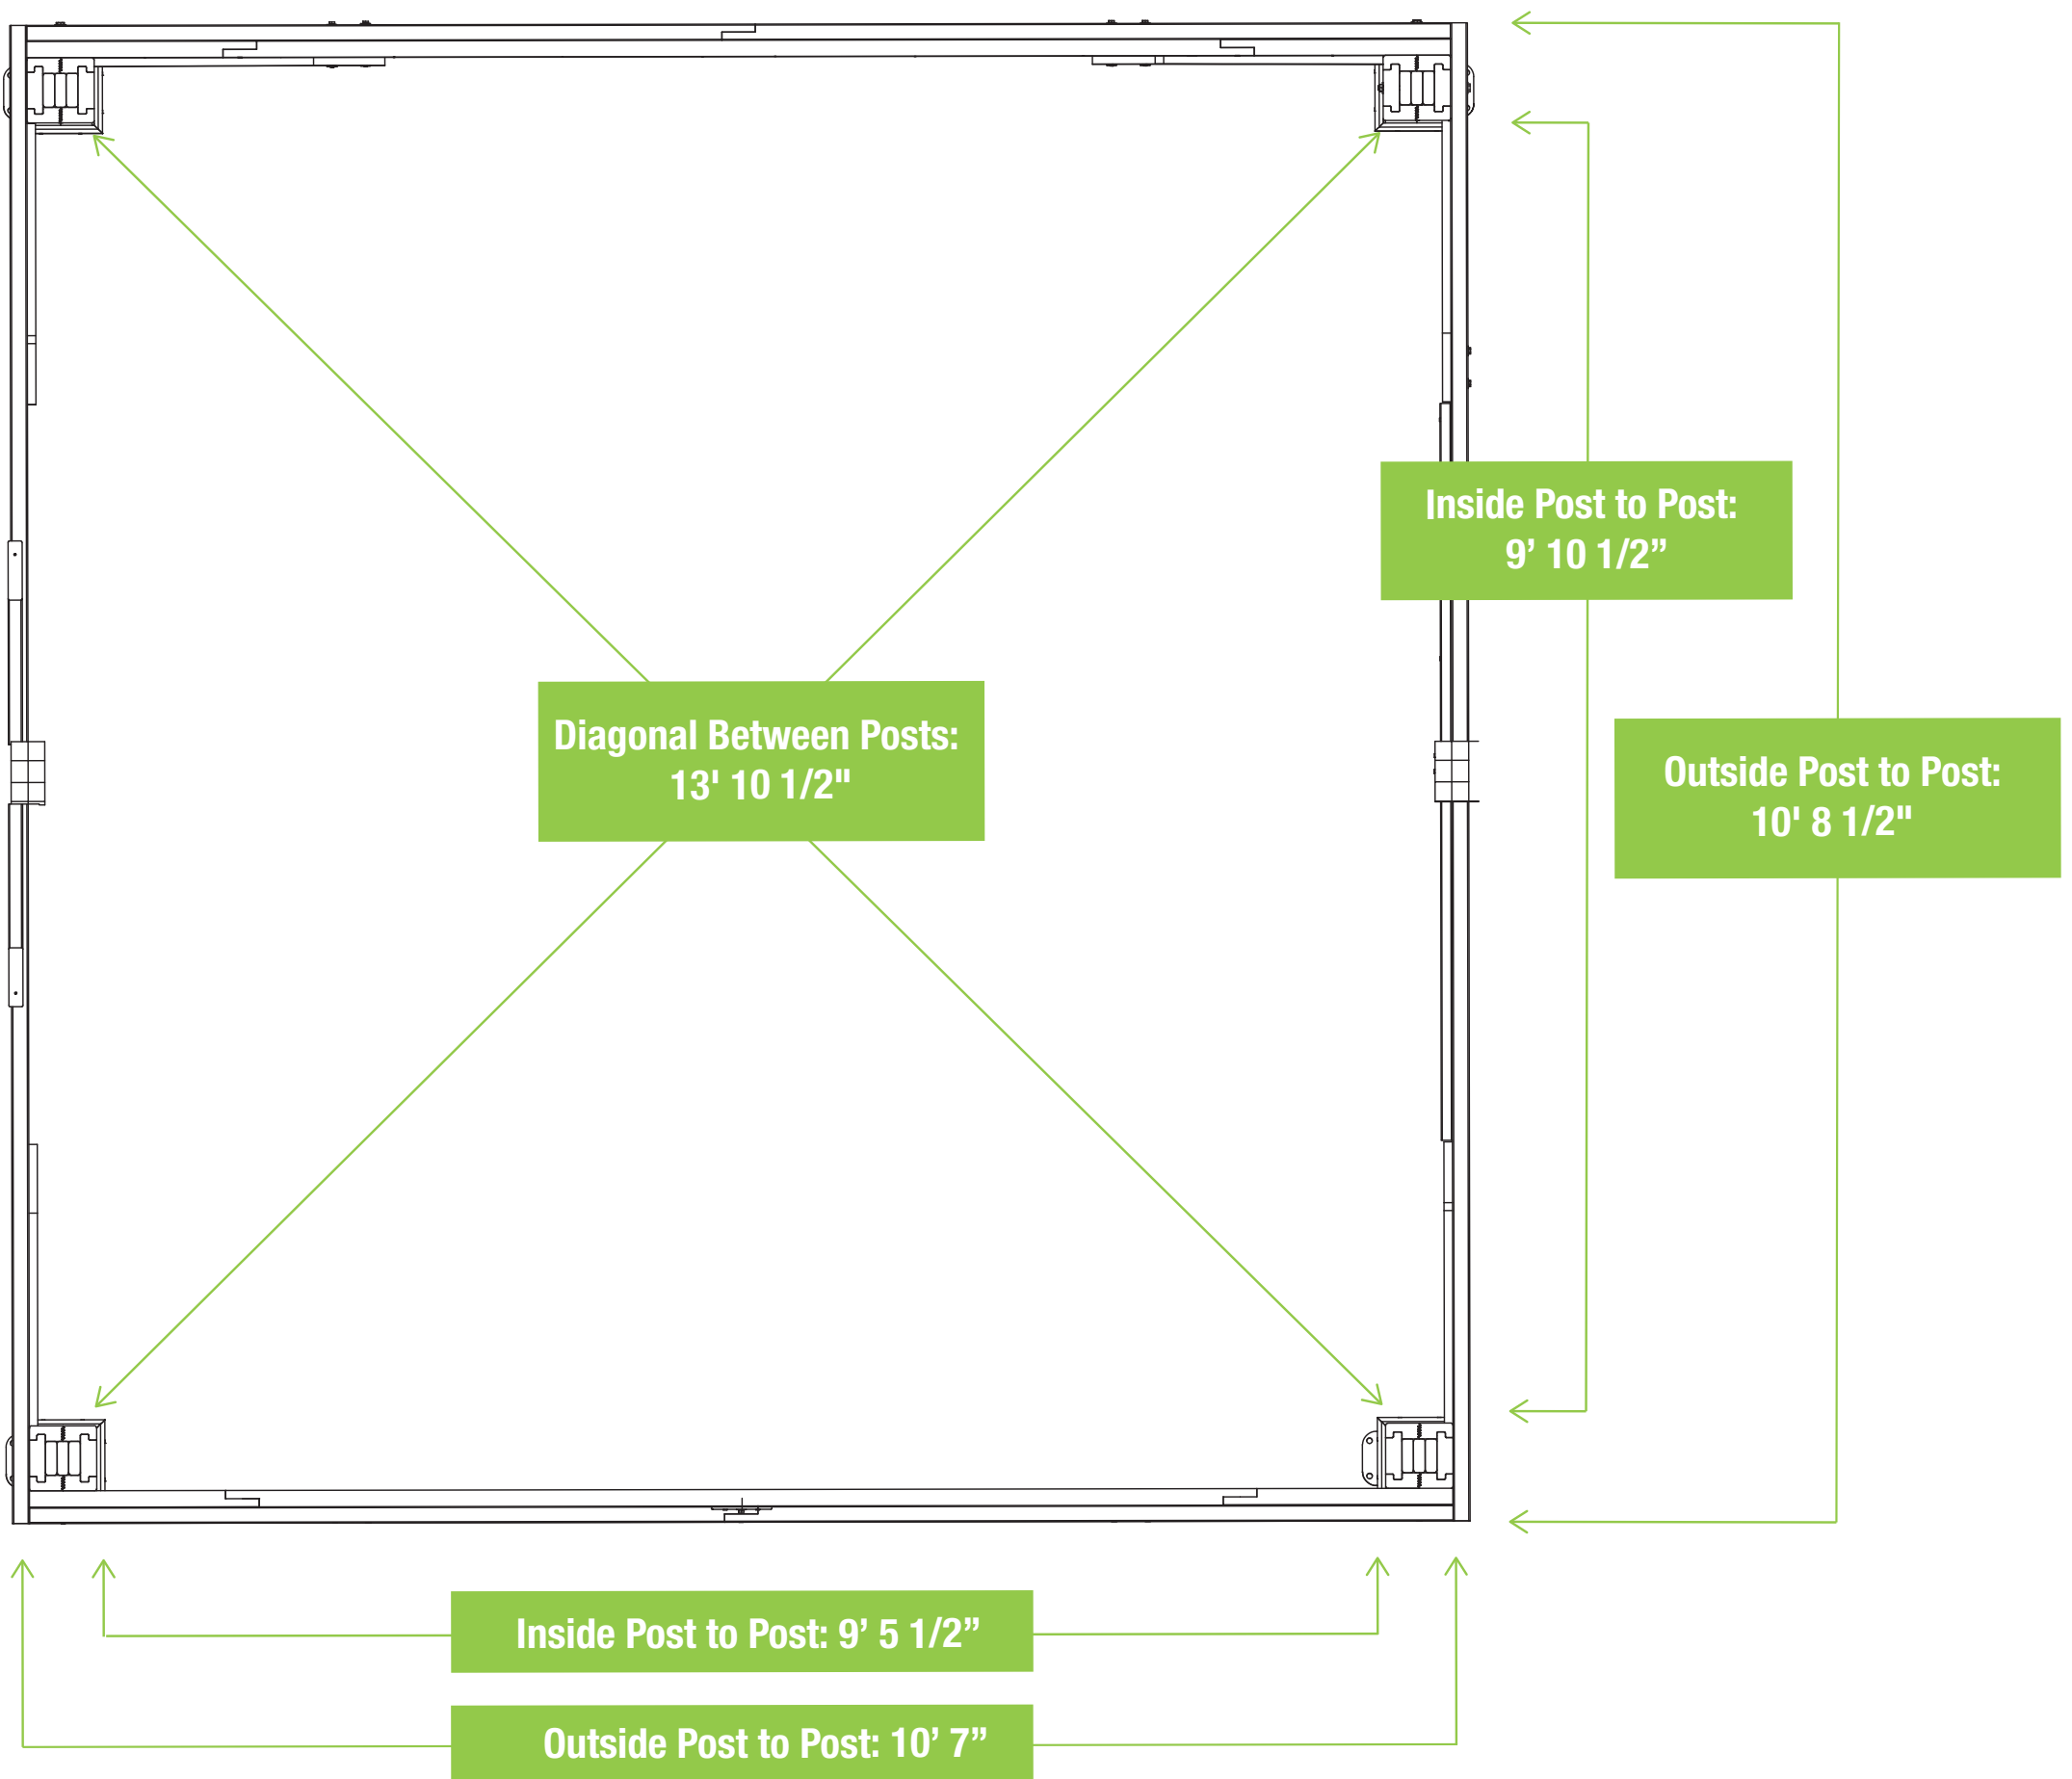 Inside Post to Post:
9’ 10 1/2”
Diagonal Between Posts:
13' 10 1/2"
Outside Post to Post:
10' 8 1/2"
Inside Post to Post: 9’ 5 1/2”
Outside Post to Post: 10’ 7”